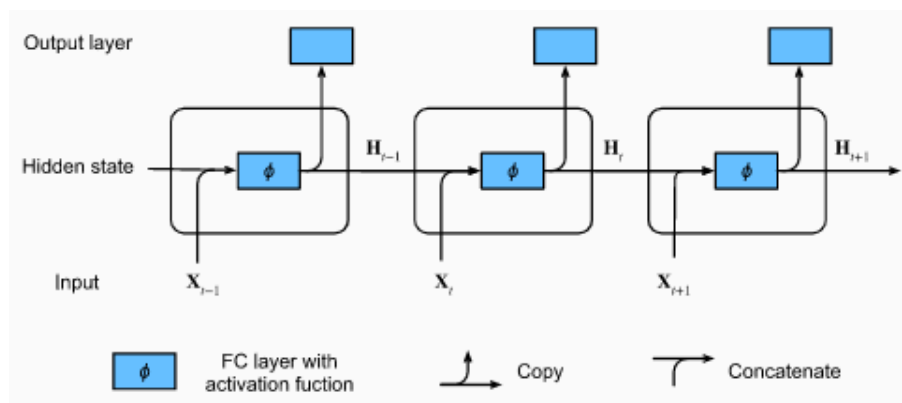 Output layer
Hidden state
ϕ
H_{t-1}
ϕ
H_t
ϕ
H_{t+1}
Input
X_{t-1}
X_t
X_{t+1}
ϕ
FC layer with
activation fuction
Copy
Concatenate